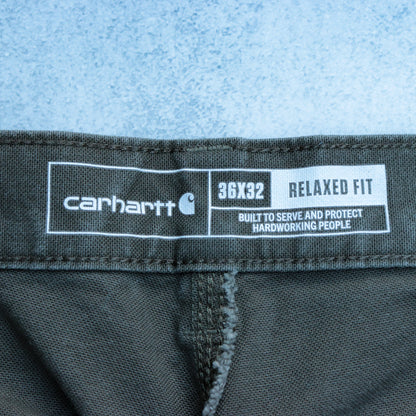 carhartt
36X32
RELAXED FIT
BUILT TO SERVE AND PROTECT
HARDWORKING PEOPLE